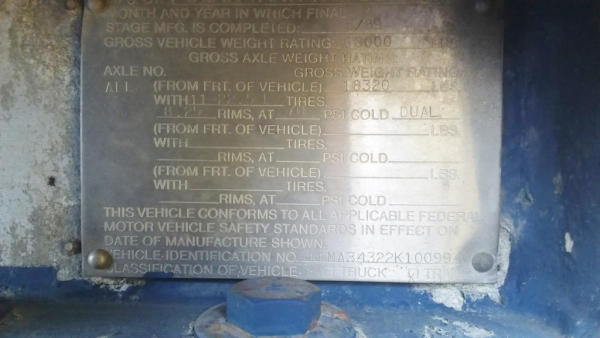 MONTH AND YEAR IN WHICH FINAL
STAGE MFG. IS COMPLETED:
GROSS VEHICLE WEIGHT RATING:
GROSS AXLE WEIGHT RATING
AXLE NO. GROSS WEIGHT RATING
ALL (FROM FRT. OF VEHICLE) 18320 LBS.
WITH TIRES.
RIMS, AT PSI COLD DUAL
(FROM FRT. OF VEHICLE) LBS.
WITH TIRES.
RIMS, AT PSI COLD
(FROM FRT. OF VEHICLE) LBS.
WITH TIRES.
RIMS, AT PSI COLD
THIS VEHICLE CONFORMS TO ALL APPLICABLE FEDERAL
MOTOR VEHICLE SAFETY STANDARDS IN EFFECT ON
DATE OF MANUFACTURE SHOWN.
VEHICLE IDENTIFICATION NO.
CLASSIFICATION OF VEHICLE TRUCK